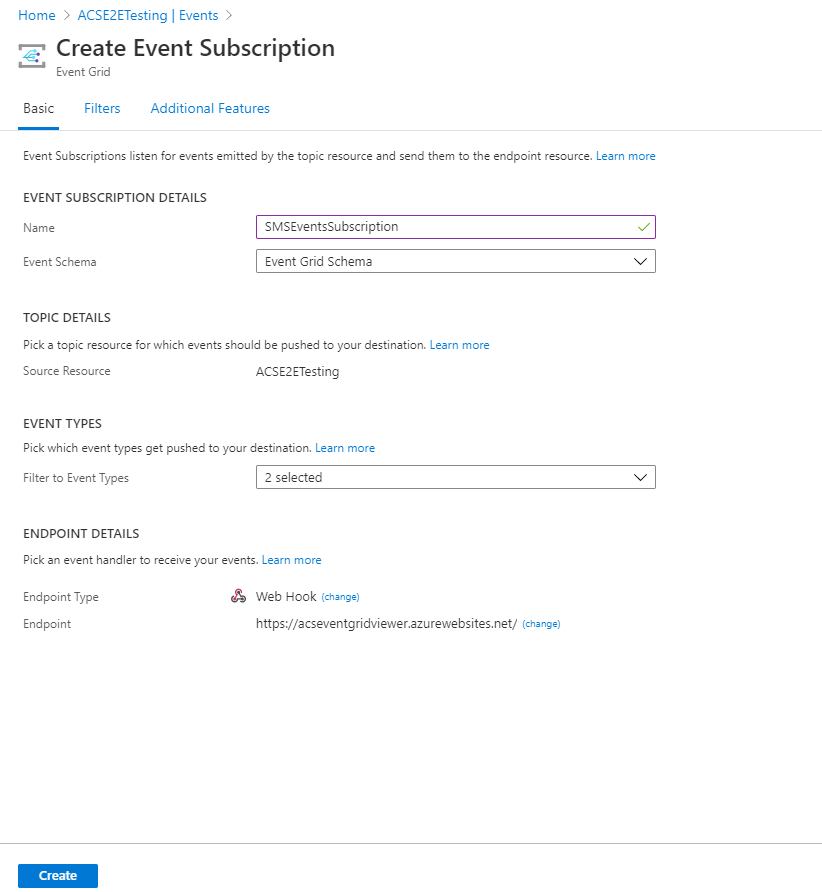 Home > ACSE2ETesting | Events >
Create Event Subscription
Event Grid
Basic Filters Additional Features
Event Subscriptions listen for events emitted by the topic resource and send them to the endpoint resource. Learn more
EVENT SUBSCRIPTION DETAILS
Name SMSEventsSubscription
Event Schema Event Grid Schema
TOPIC DETAILS
Pick a topic resource for which events should be pushed to your destination. Learn more
Source Resource ACSE2ETesting
EVENT TYPES
Pick which event types get pushed to your destination. Learn more
Filter to Event Types 2 selected
ENDPOINT DETAILS
Pick an event handler to receive your events. Learn more
Endpoint Type Web Hook (change)
Endpoint https://acseventgridviewer.azurewebsites.net/ (change)
Create